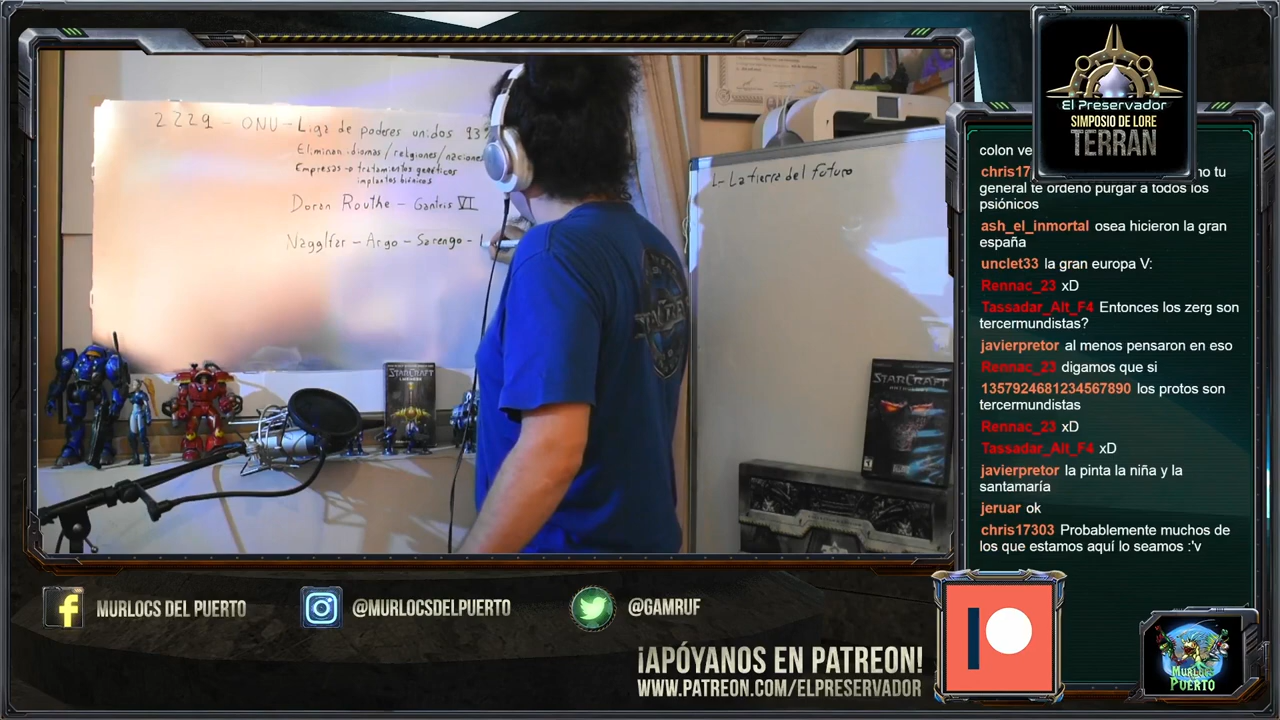 2229 - ONU - Liga de poderes unidos 93%
Eliminan idiomas/religiones/naciones
Empresas → tratamientos genéticos
implantes biónicos
Doran Routhe - Gantris VI
Nagglfar - Argo - Sarengo -
1- La tierra del futuro
STARCRAFT
STARCRAFT
El Preservador
SIMPOSIO DE LORE
TERRAN
colon ve
chris17
no tu
general te ordeno purgar a todos los
psiónicos
ash_el_inmortal osea hicieron la gran
españa
unclet33 la gran europa V:
Rennac_23 xD
Tassadar_Alt_F4 Entonces los zerg son
tercermundistas?
javierpretor al menos pensaron en eso
Rennac_23 digamos que si
1357924681234567890 los protos son
tercermundistas
Rennac_23 xD
Tassadar_Alt_F4 xD
javierpretor la pinta la niña y la
santamaría
jeruar ok
chris17303 Probablemente muchos de
los que estamos aquí lo seamos :'v
MURLOCS DEL PUERTO
@MURLOCSDELPUERTO
@GAMRUF
¡APÓYANOS EN PATREON!
WWW.PATREON.COM/ELPRESERVADOR
MURLOCS
PUERTO